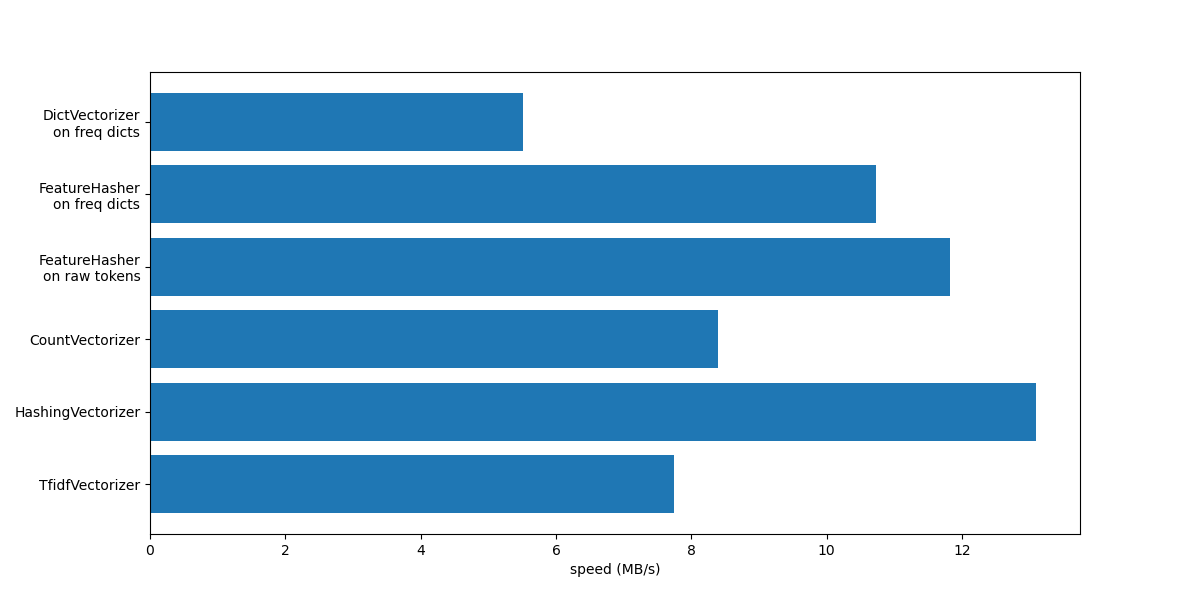 DictVectorizer
on freq dicts
FeatureHasher
on freq dicts
FeatureHasher
on raw tokens
CountVectorizer
HashingVectorizer
TfidfVectorizer
0 2 4 6 8 10 12
speed (MB/s)